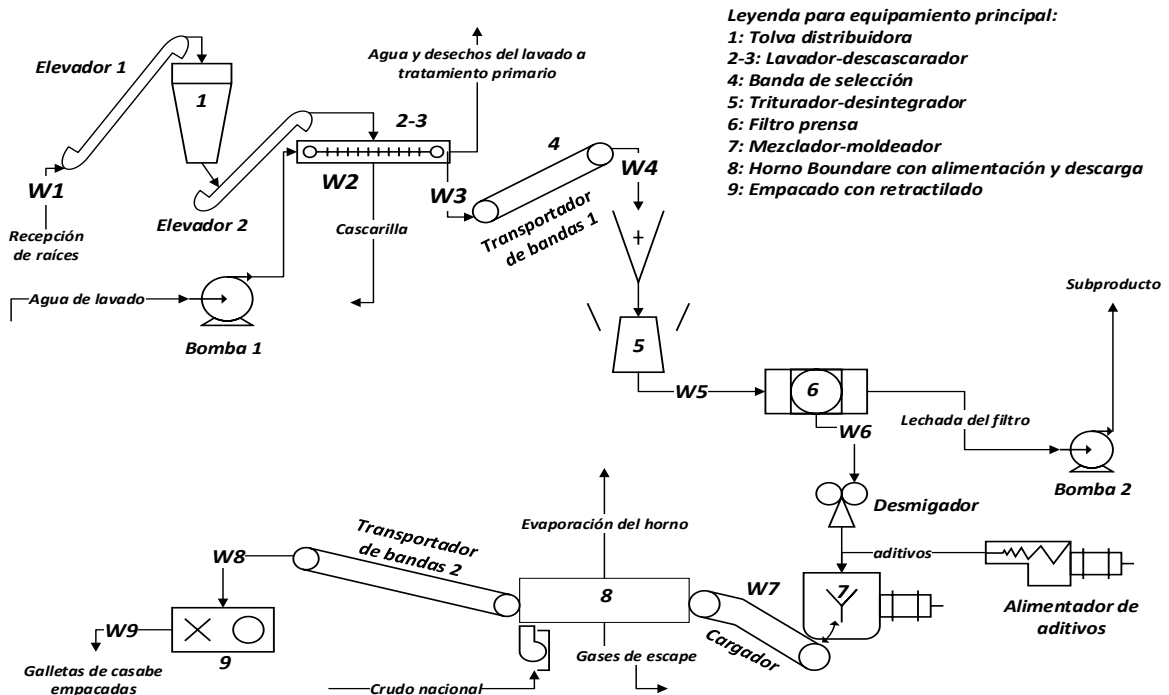 Leyenda para equipamiento principal:
1: Tolva distribuidora
2-3: Lavador-descascarador
4: Banda de selección
5: Triturador-desintegrador
6: Filtro prensa
7: Mezclador-moldeador
8: Horno Boundare con alimentación y descarga
9: Empacado con retractilado
Agua y desechos del lavado a
tratamiento primario
Elevador 1
1
2-3
4
W1
W2
W3
W4
Recepción
de raíces
Elevador 2
Cascarilla
Transportador
de bandas 1
Agua de lavado
Bomba 1
5
Subproducto
W5
6
W6
Lechada del filtro
Bomba 2
Desmigador
Evaporación del horno
aditivos
Transportador
de bandas 2
W8
8
W7
7
Alimentador de
aditivos
Cargador
W9
9
Galletas de casabe
empacadas
Gases de escape
Crudo nacional